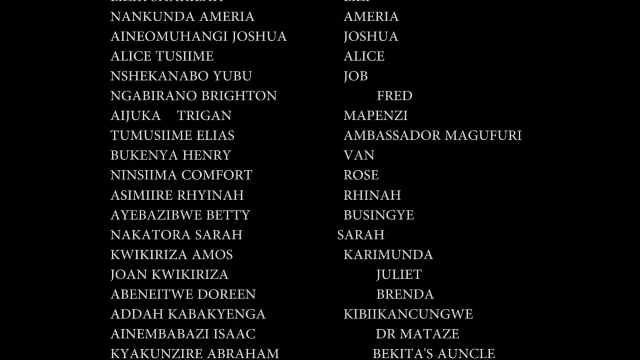 NANKUNDA AMERIA AMERIA
AINEOMUHANGI JOSHUA JOSHUA
ALICE TUSIIME ALICE
NSHEKANABO YUBU JOB
NGABIRANO BRIGHTON FRED
AIJUKA TRIGAN MAPENZI
TUMUSIIME ELIAS AMBASSADOR MAGUFURI
BUKENYA HENRY VAN
NINSIIMA COMFORT ROSE
ASIMIIRE RHYINAH RHINAH
AYEBAZIBWE BETTY BUSINGYE
NAKATORA SARAH SARAH
KWIKIRIZA AMOS KARIMUNDA
JOAN KWIKIRIZA JULIET
ABENEITWE DOREEN BRENDA
ADDAH KABAKYENGA KIBIIKANCUNGWE
AINEMBABAZI ISAAC DR MATAZE
KYAKUNZIRE ABRAHAM BEKITA'S AUNCLE